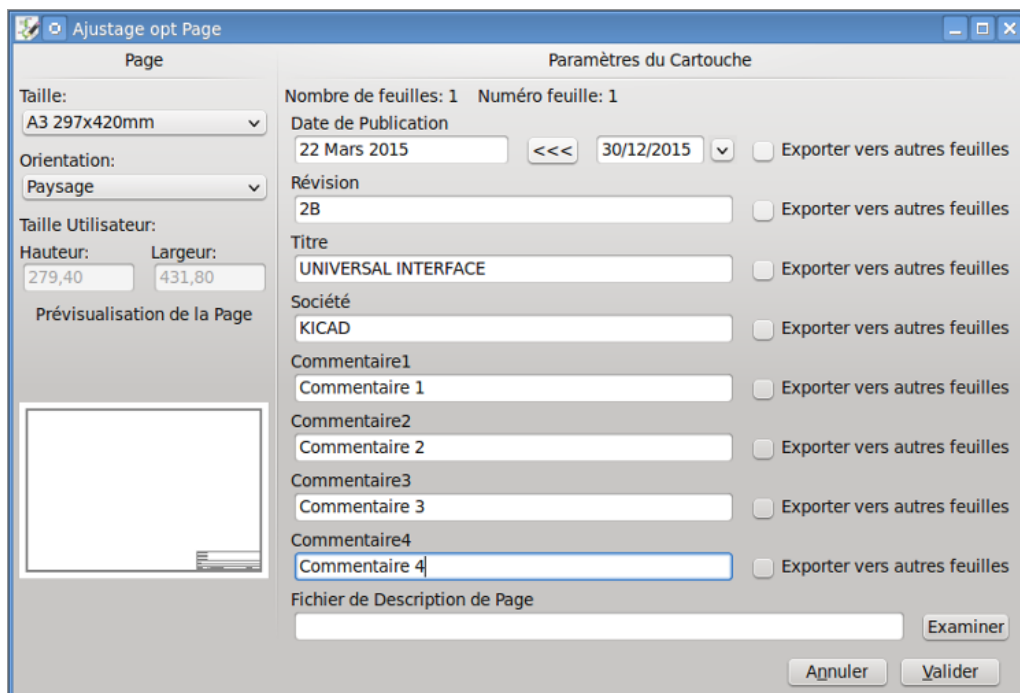 Ajustage opt Page
Page
Paramètres du Cartouche
Taille:
A3 297x420mm
Orientation:
Paysage
Taille Utilisateur:
Hauteur: Largeur:
279,40 431,80
Prévisualisation de la Page
Nombre de feuilles: 1 Numéro feuille: 1
Date de Publication
22 Mars 2015 <<< 30/12/2015 Exporter vers autres feuilles
Révision
2B Exporter vers autres feuilles
Titre
UNIVERSAL INTERFACE Exporter vers autres feuilles
Société
KICAD Exporter vers autres feuilles
Commentaire1
Commentaire 1 Exporter vers autres feuilles
Commentaire2
Commentaire 2 Exporter vers autres feuilles
Commentaire3
Commentaire 3 Exporter vers autres feuilles
Commentaire4
Commentaire 4 Exporter vers autres feuilles
Fichier de Description de Page
Examiner
Annuler Valider